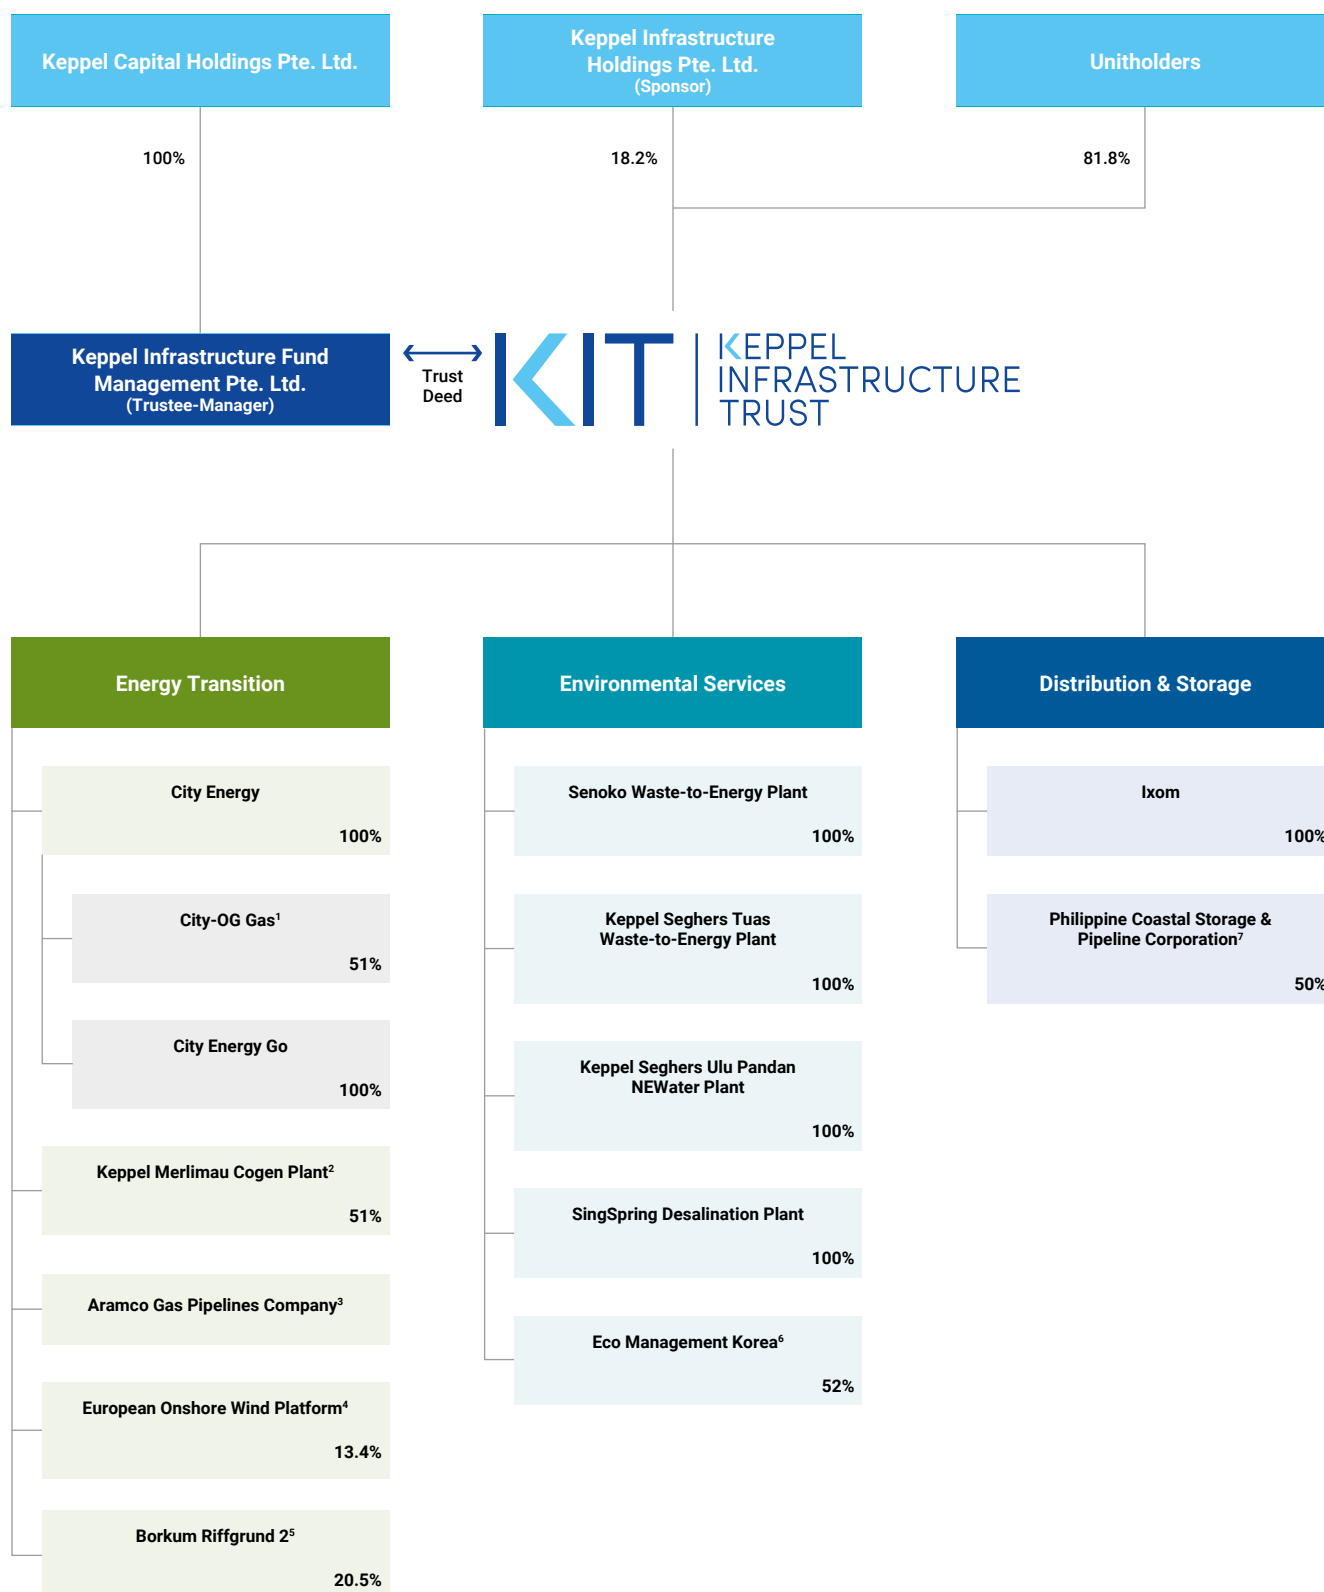 Keppel Capital Holdings Pte. Ltd.
Keppel Infrastructure
Holdings Pte. Ltd.
(Sponsor)
Unitholders
100%
18.2%
81.8%
Keppel Infrastructure Fund
Management Pte. Ltd.
(Trustee-Manager)
Trust
Deed
KIT
KEPPEL
INFRASTRUCTURE
TRUST
Energy Transition
City Energy
100%
City-OG Gas¹
51%
City Energy Go
100%
Keppel Merlimau Cogen Plant²
51%
Aramco Gas Pipelines Company³
European Onshore Wind Platform⁴
13.4%
Borkum Riffgrund 2⁵
20.5%
Environmental Services
Senoko Waste-to-Energy Plant
100%
Keppel Seghers Tuas
Waste-to-Energy Plant
100%
Keppel Seghers Ulu Pandan
NEWater Plant
100%
SingSpring Desalination Plant
100%
Eco Management Korea⁶
52%
Distribution & Storage
Ixom
100%
Philippine Coastal Storage &
Pipeline Corporation⁷
50%